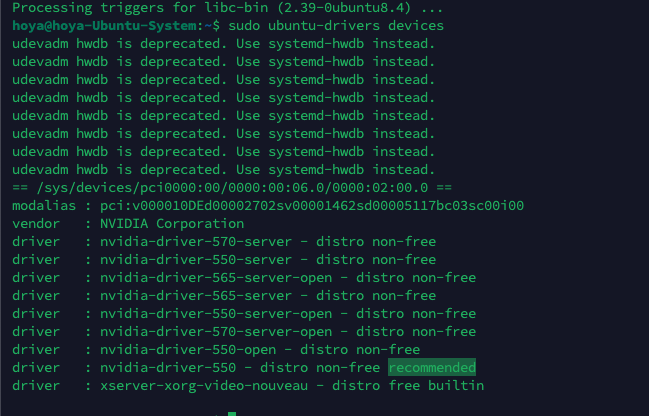 Processing triggers for libc-bin (2.39-0ubuntu8.4) ...
hoya@hoya-Ubuntu-System:~$ sudo ubuntu-drivers devices
udevadm hwdb is deprecated. Use systemd-hwdb instead.
udevadm hwdb is deprecated. Use systemd-hwdb instead.
udevadm hwdb is deprecated. Use systemd-hwdb instead.
udevadm hwdb is deprecated. Use systemd-hwdb instead.
udevadm hwdb is deprecated. Use systemd-hwdb instead.
udevadm hwdb is deprecated. Use systemd-hwdb instead.
udevadm hwdb is deprecated. Use systemd-hwdb instead.
udevadm hwdb is deprecated. Use systemd-hwdb instead.
== /sys/devices/pci0000:00/0000:00:06.0/0000:02:00.0 ==
modalias : pci:v000010DEd00002702sv00001462sd00005117bc03sc00i00
vendor   : NVIDIA Corporation
driver   : nvidia-driver-570-server - distro non-free
driver   : nvidia-driver-550-server - distro non-free
driver   : nvidia-driver-565-server-open - distro non-free
driver   : nvidia-driver-565-server - distro non-free
driver   : nvidia-driver-550-server-open - distro non-free
driver   : nvidia-driver-570-server-open - distro non-free
driver   : nvidia-driver-550-open - distro non-free
driver   : nvidia-driver-550 - distro non-free recommended
driver   : xserver-xorg-video-nouveau - distro free builtin